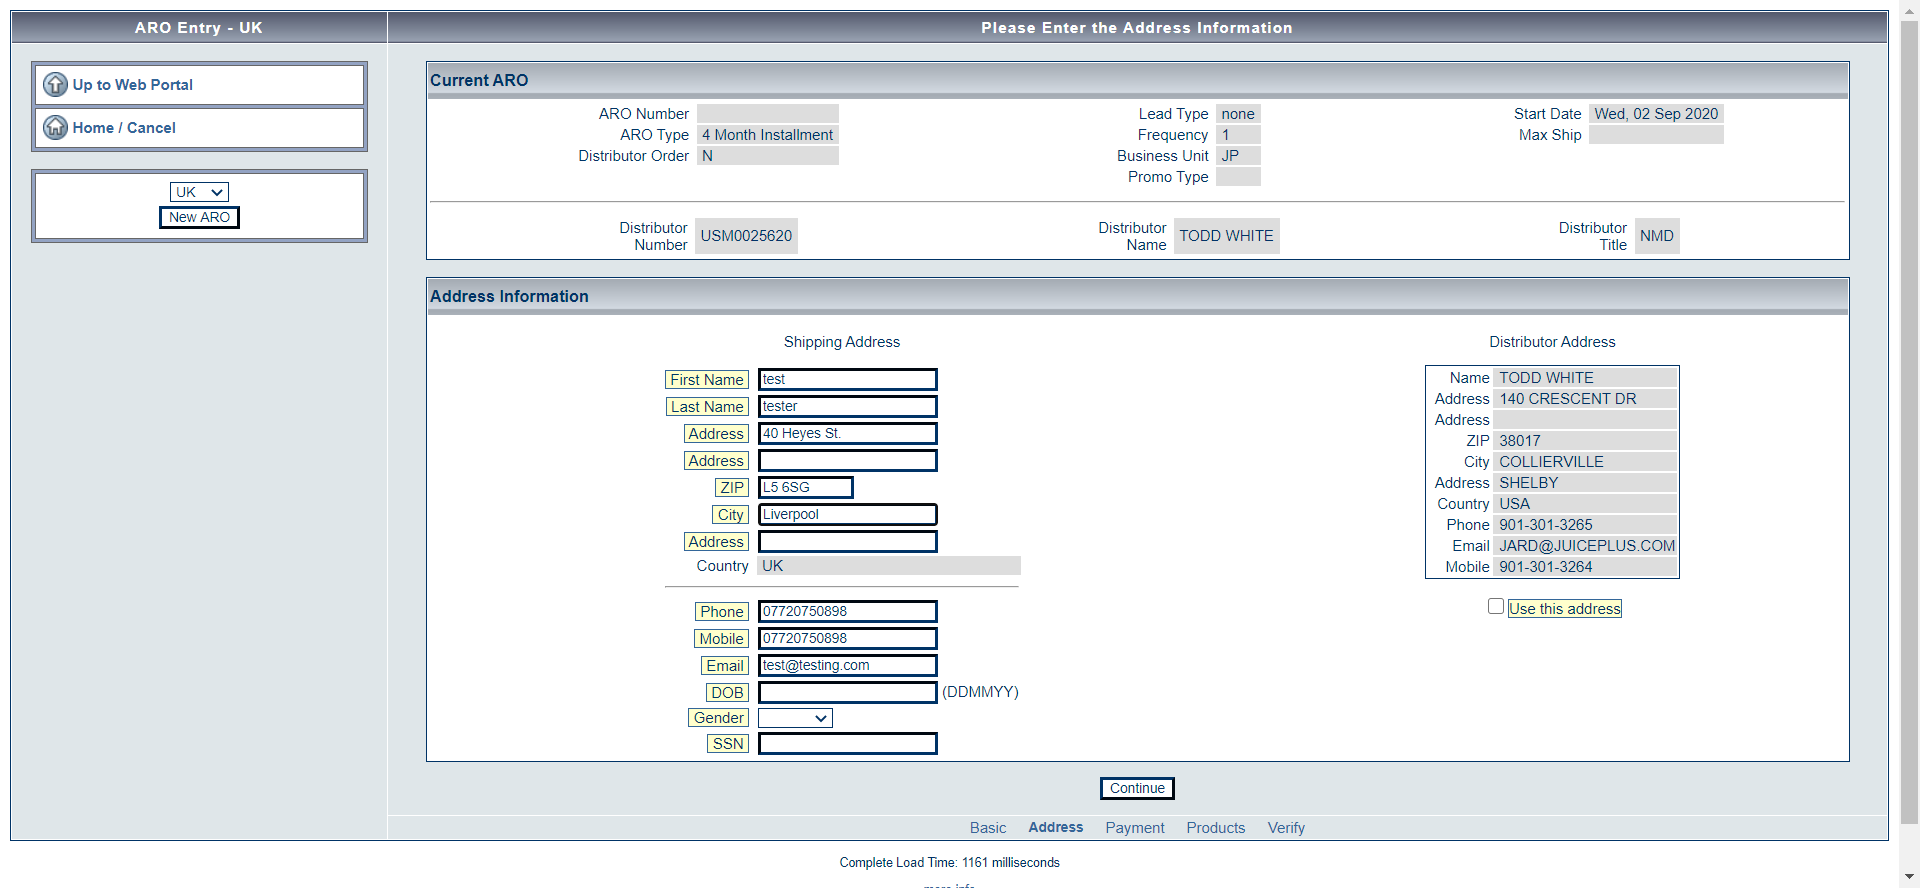 ARO Entry - UK
Please Enter the Address Information
Up to Web Portal
Home / Cancel
UK
New ARO
Current ARO
ARO Number
ARO Type 4 Month Installment
Distributor Order N
Lead Type none
Frequency 1
Business Unit JP
Promo Type
Start Date Wed, 02 Sep 2020
Max Ship
Distributor Number USM0025620
Distributor Name TODD WHITE
Distributor Title NMD
Address Information
Shipping Address
First Name test
Last Name tester
Address 40 Heyes St.
Address
ZIP L5 6SG
City Liverpool
Address
Country UK
Phone 07720750898
Mobile 07720750898
Email test@testing.com
DOB (DDMMYY)
Gender
SSN
Distributor Address
Name TODD WHITE
Address 140 CRESCENT DR
Address
ZIP 38017
City COLLIERVILLE
Address SHELBY
Country USA
Phone 901-301-3265
Email JARD@JUICEPLUS.COM
Mobile 901-301-3264
Use this address
Continue
Basic Address Payment Products Verify
Complete Load Time: 1161 milliseconds
more info